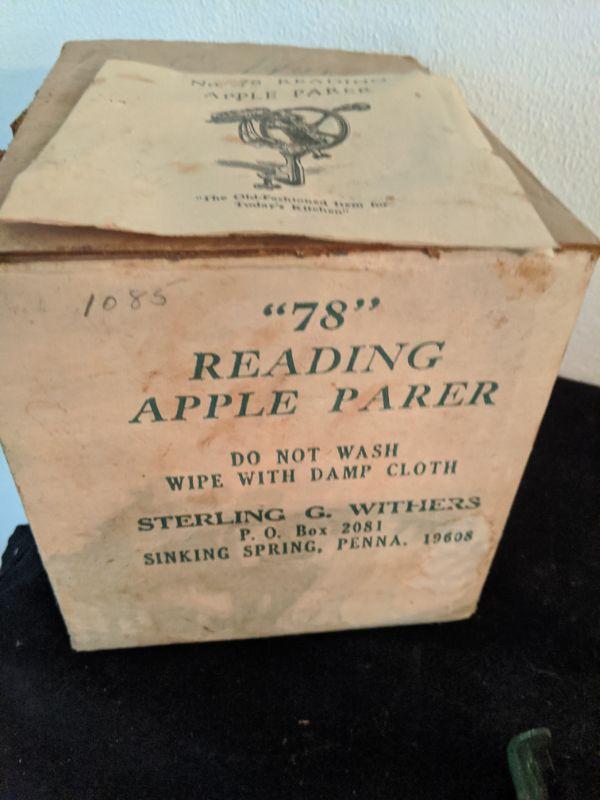 No. 78 READING
APPLE PARER
"The Old-Fashioned Item for
Today's Kitchen"
1085
"78"
READING
APPLE PARER
DO NOT WASH
WIPE WITH DAMP CLOTH
STERLING G. WITHERS
P. O. Box 2081
SINKING SPRING, PENNA. 19608